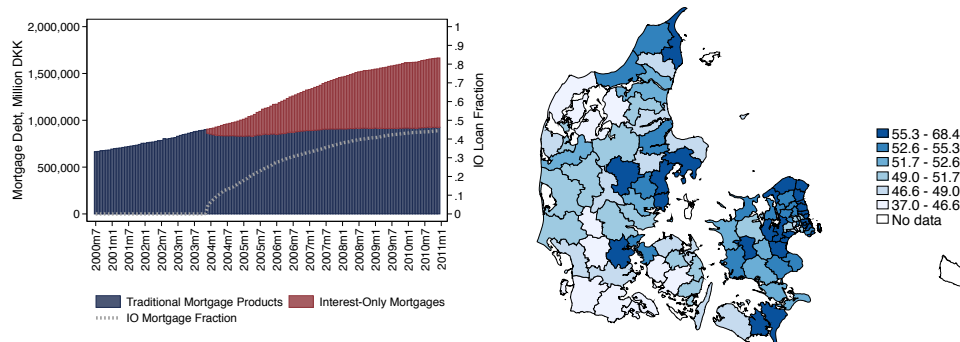 Mortgage Debt, Million DKK
2,000,000
1,500,000
1,000,000
500,000
0
1
.9
.8
.7
.6
.5
.4
.3
.2
.1
0
IO Loan Fraction
2000m7
2001m1
2001m7
2002m1
2002m7
2003m1
2003m7
2004m1
2004m7
2005m1
2005m7
2006m1
2006m7
2007m1
2007m7
2008m1
2008m7
2009m1
2009m7
2010m1
2010m7
2011m1
Traditional Mortgage Products
Interest-Only Mortgages
IO Mortgage Fraction
55.3 - 68.4
52.6 - 55.3
51.7 - 52.6
49.0 - 51.7
46.6 - 49.0
37.0 - 46.6
No data